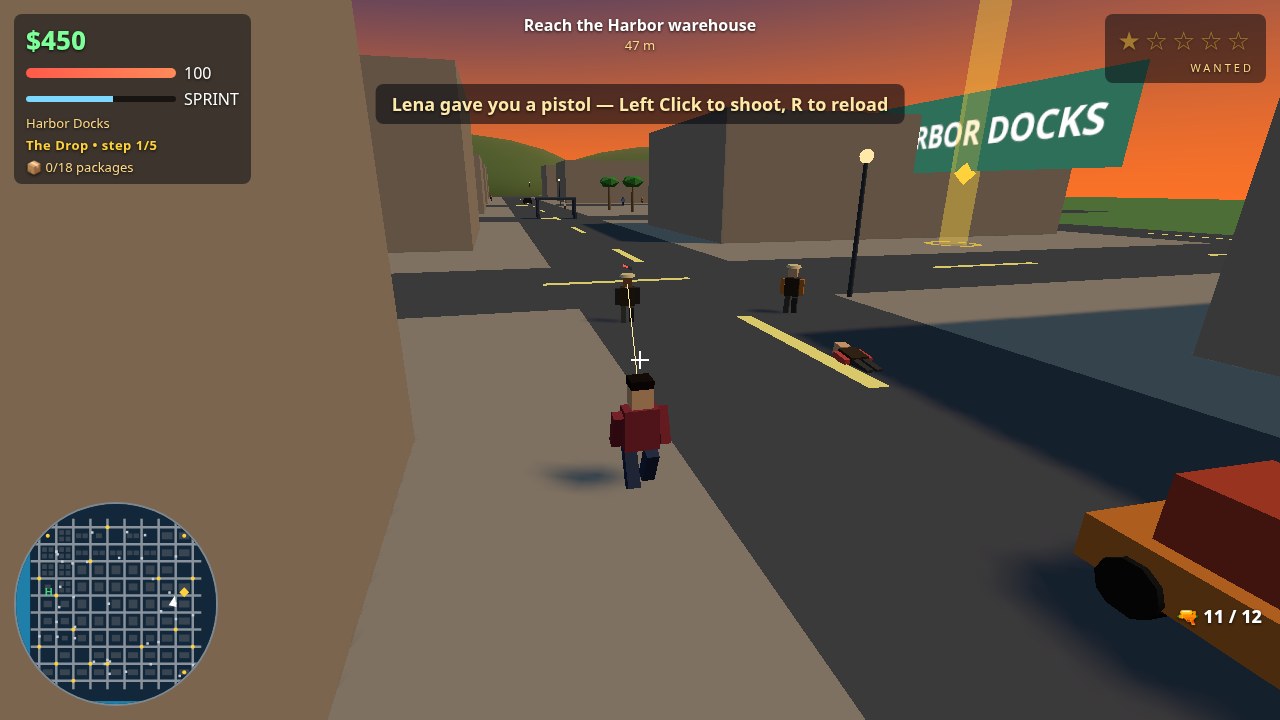 $450
100
SPRINT
Harbor Docks
The Drop • step 1/5
📦 0/18 packages
Reach the Harbor warehouse
47 m
Lena gave you a pistol — Left Click to shoot, R to reload
★ ☆ ☆ ☆ ☆
WANTED
RBOR DOCKS
H
11 / 12